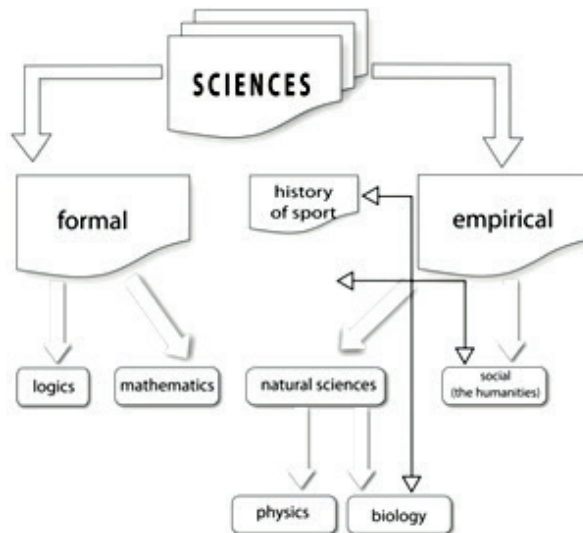 SCIENCES
formal
history
of sport
empirical
logics
mathematics
natural sciences
social
(the humanities)
physics
biology